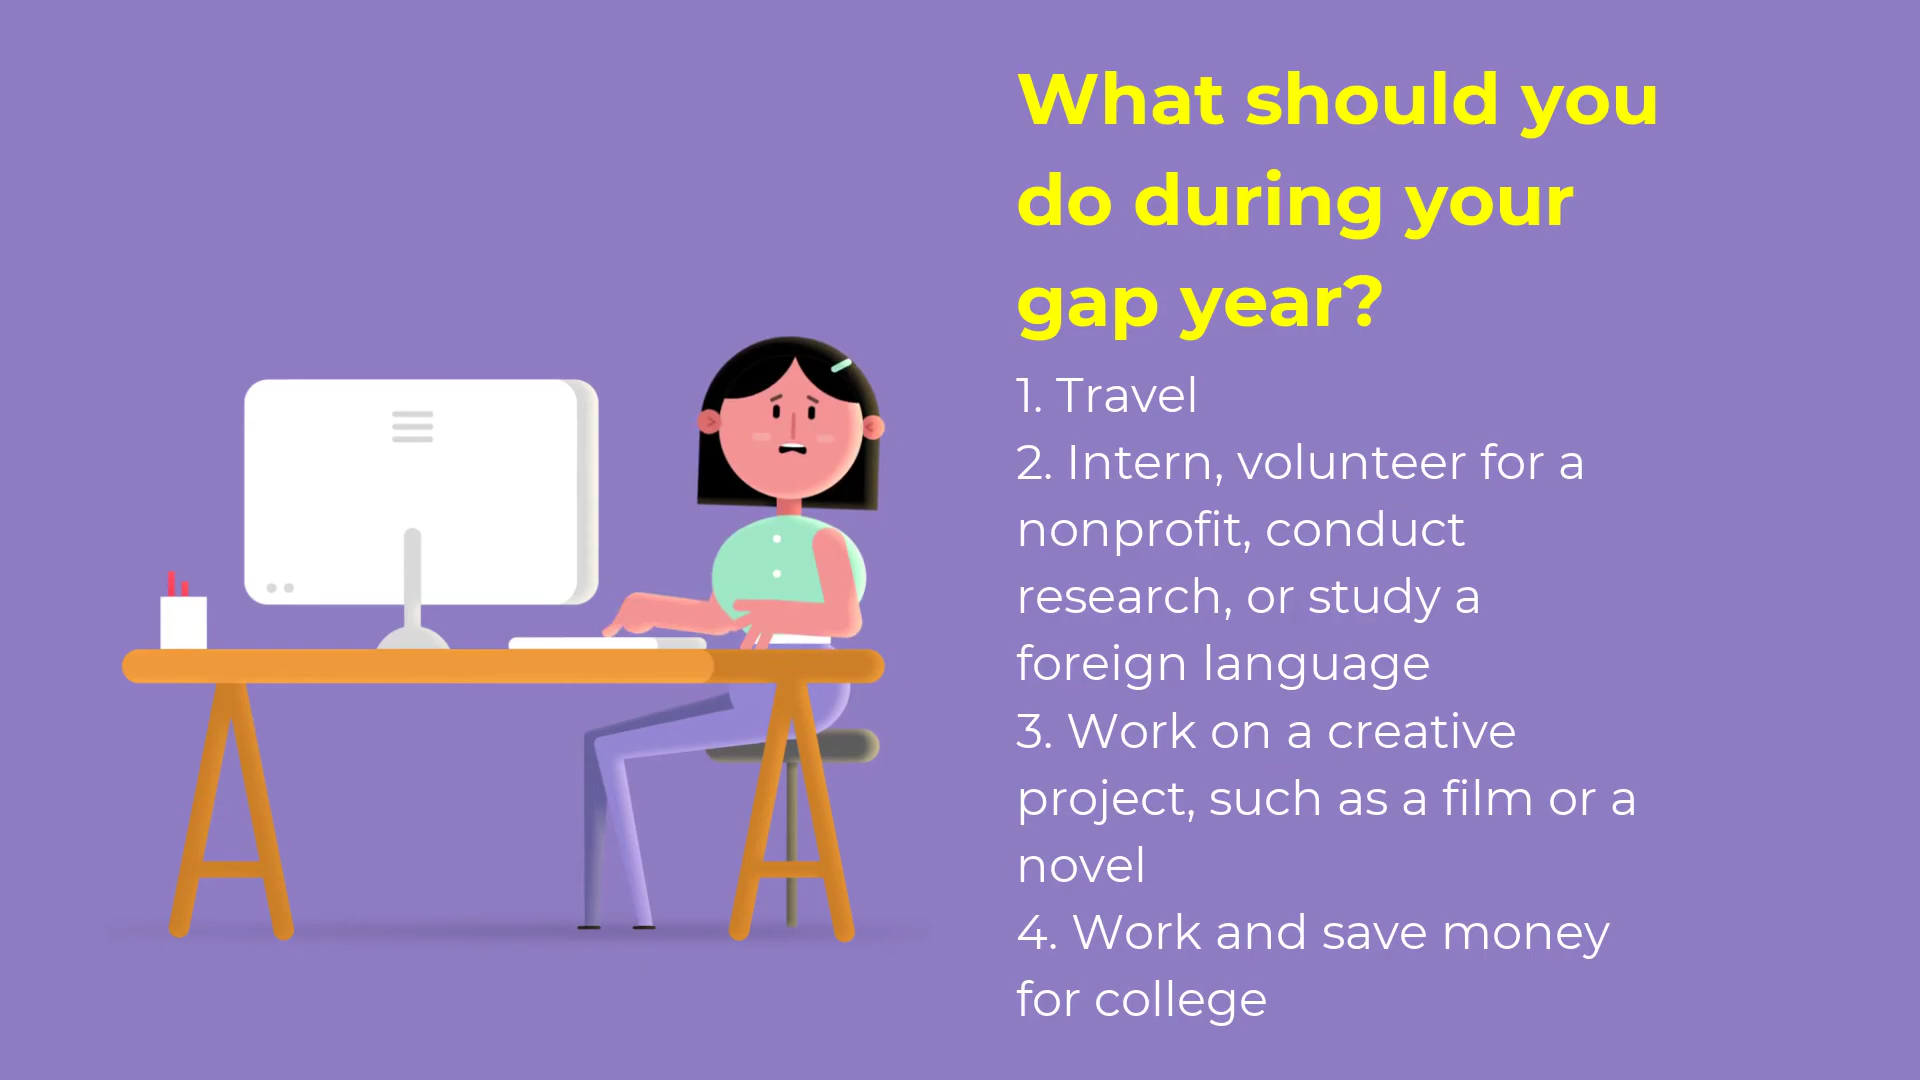 What should you
do during your
gap year?
1. Travel
2. Intern, volunteer for a
nonprofit, conduct
research, or study a
foreign language
3. Work on a creative
project, such as a film or a
novel
4. Work and save money
for college